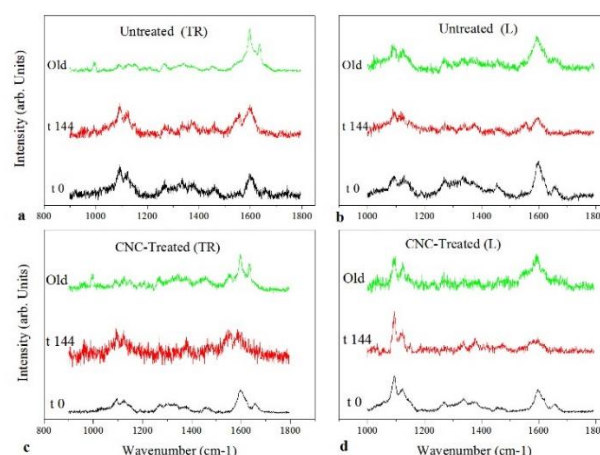 Untreated (TR)
Old
t 144
t 0
a
800 1000 1200 1400 1600 1800
Intensity (arb. Units)
Untreated (L)
Old
t 144
t 0
b
1000 1200 1400 1600 1800
CNC-Treated (TR)
Old
t 144
t 0
c
800 1000 1200 1400 1600 1800
Wavenumber (cm-1)
Intensity (arb. Units)
CNC-Treated (L)
Old
t 144
t 0
d
1000 1200 1400 1600 1800
Wavenumber (cm-1)